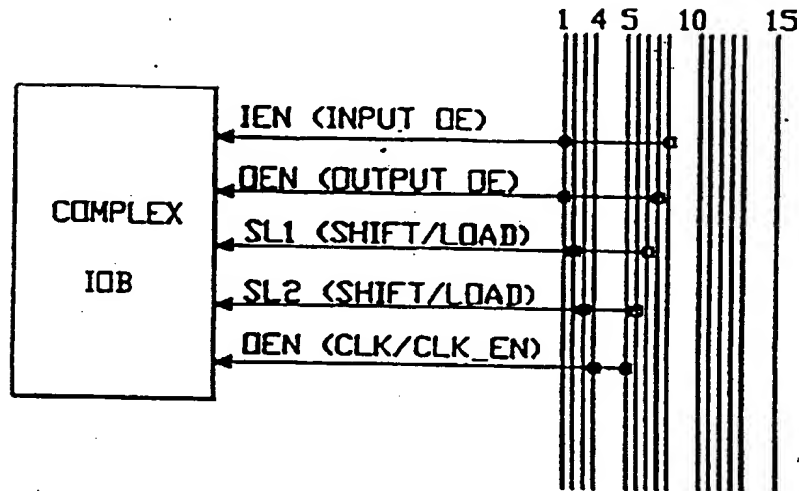 1 4 5 10 15
IEN (INPUT OE)
OEN (OUTPUT OE)
COMPLEX
SL1 (SHIFT/LOAD)
IOB
SL2 (SHIFT/LOAD)
OEN (CLK/CLK_EN)